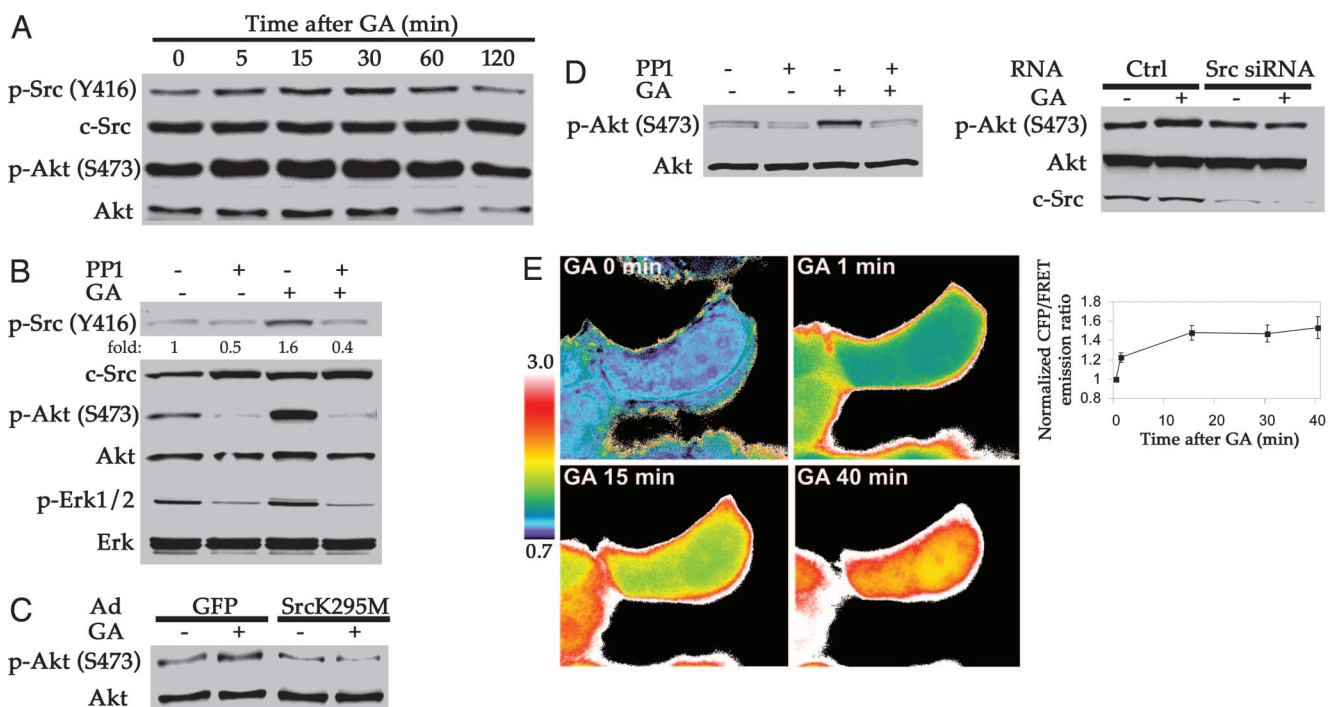 A
Time after GA (min)
0 5 15 30 60 120
p-Src (Y416)
c-Src
p-Akt (S473)
Akt
B
PP1 - + - +
GA - - + +
p-Src (Y416)
fold: 1 0.5 1.6 0.4
c-Src
p-Akt (S473)
Akt
p-Erk1/2
Erk
C
Ad GFP SrcK295M
GA - + - +
p-Akt (S473)
Akt
D
PP1 - + - +
GA - - + +
p-Akt (S473)
Akt
RNA Ctrl Src siRNA
GA - + - +
p-Akt (S473)
Akt
c-Src
E
3.0
0.7
GA 0 min
GA 1 min
GA 15 min
GA 40 min
Normalized CFP/FRET
emission ratio
1.8
1.6
1.4
1.2
1
0.8
0 10 20 30 40
Time after GA (min)